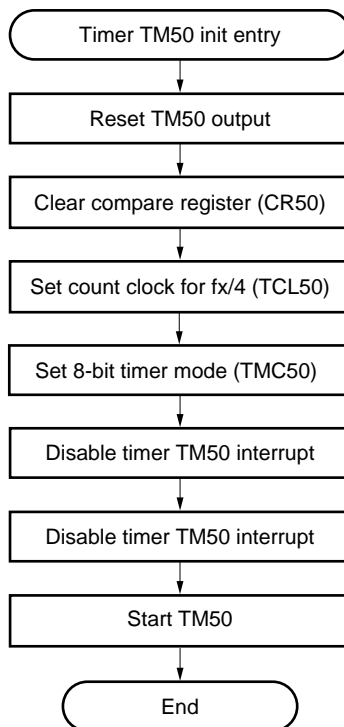 Timer TM50 init entry
Reset TM50 output
Clear compare register (CR50)
Set count clock for fx/4 (TCL50)
Set 8-bit timer mode (TMC50)
Disable timer TM50 interrupt
Disable timer TM50 interrupt
Start TM50
End